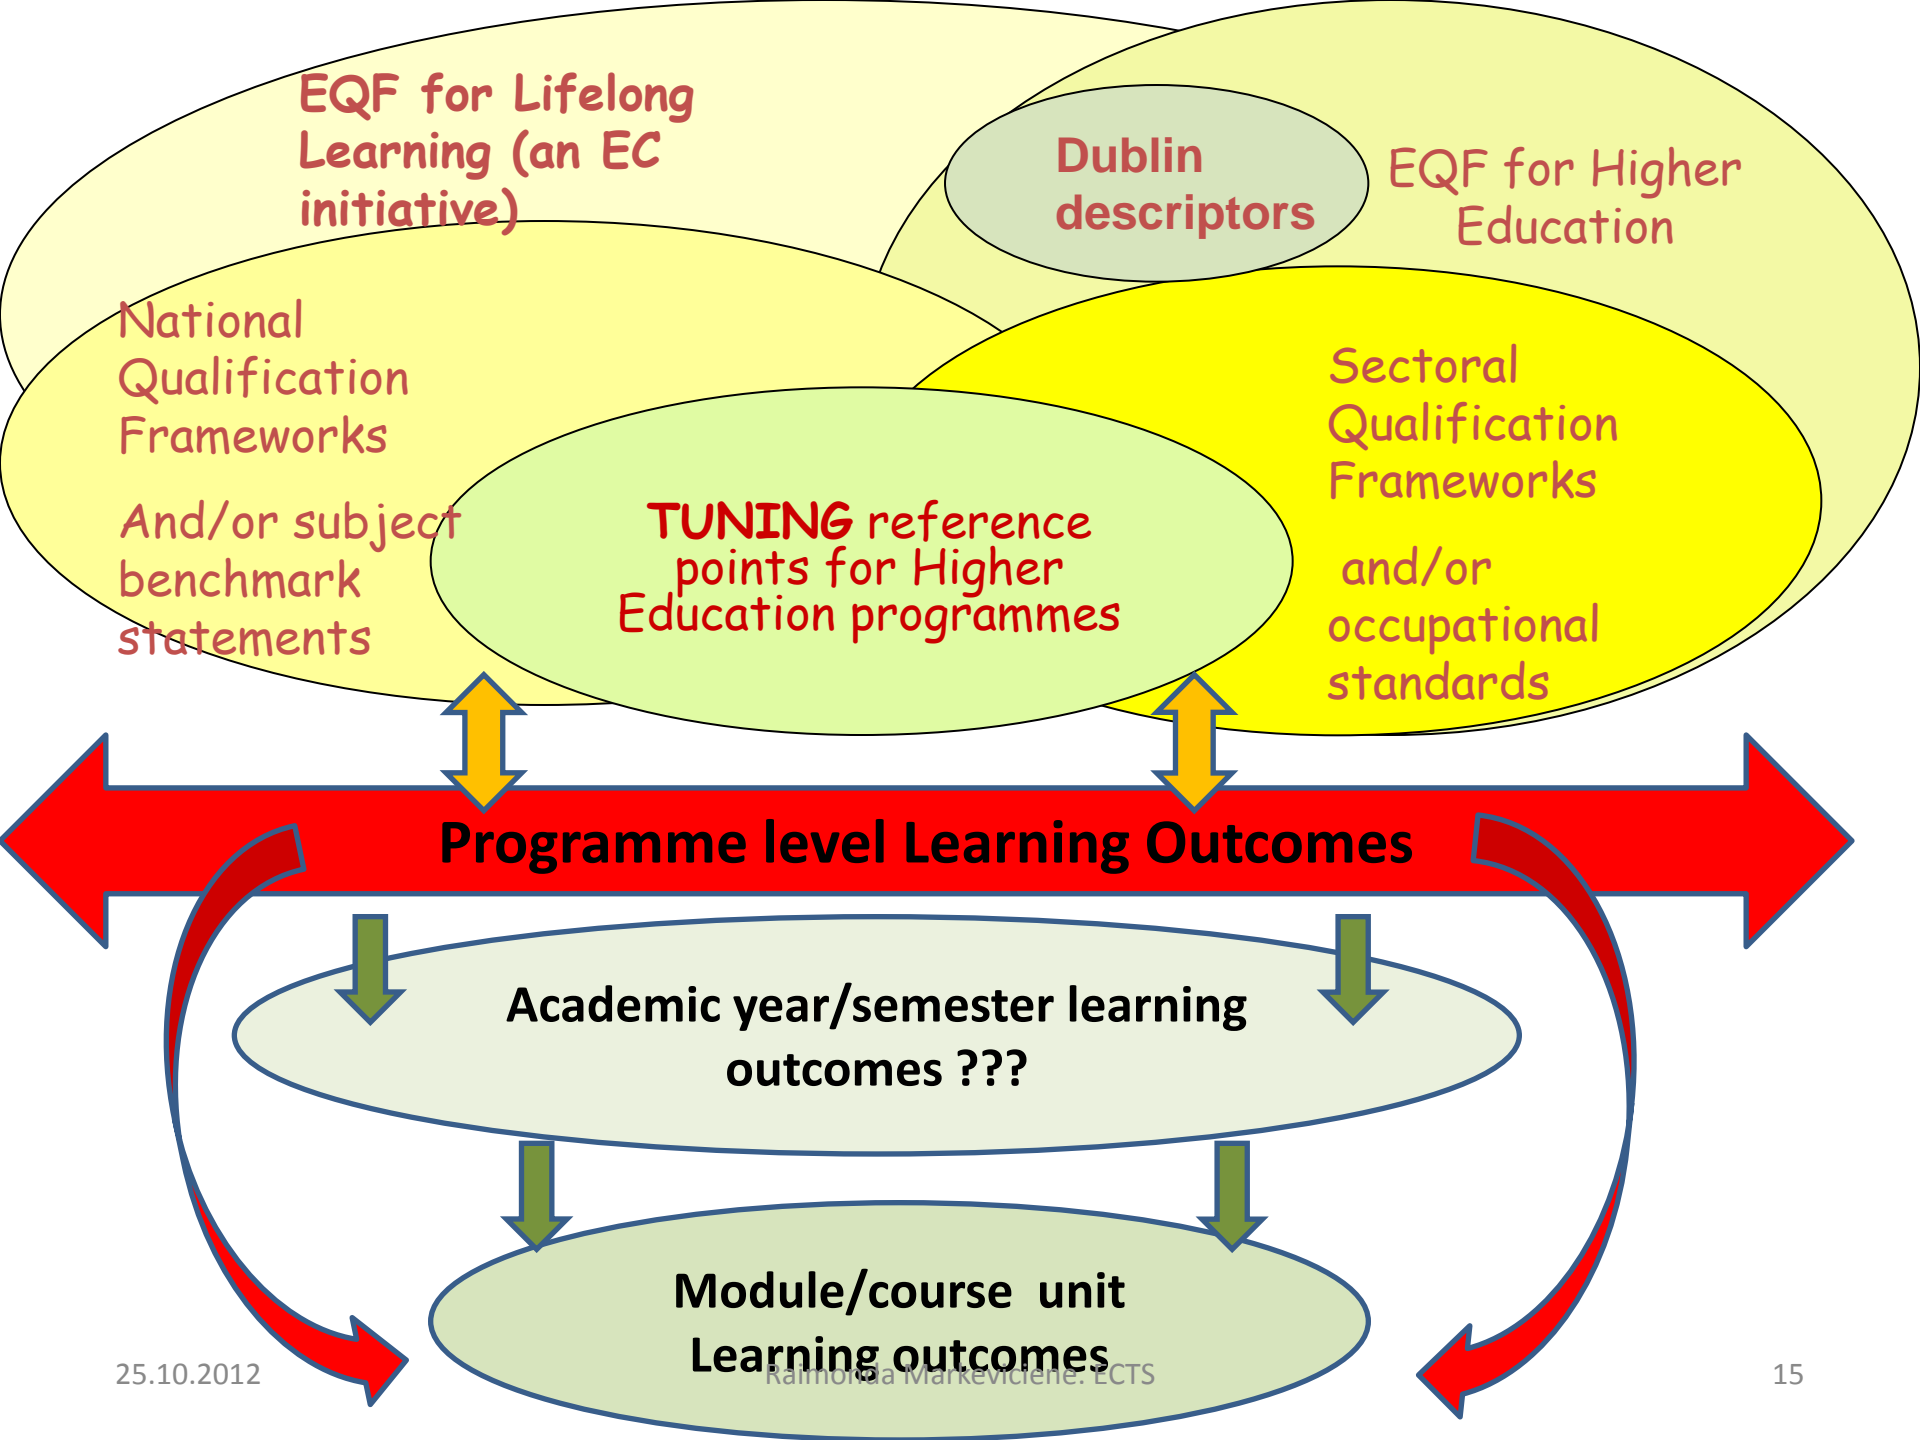 EQF for Lifelong
Learning (an EC
initiative)
Dublin
descriptors
EQF for Higher
Education
National
Qualification
Frameworks
And/or subject
benchmark
statements
Sectoral
Qualification
Frameworks
and/or
occupational
standards
TUNING reference
points for Higher
Education programmes
Programme level Learning Outcomes
Academic year/semester learning
outcomes ???
Module/course unit
Learning outcomes
25.10.2012
Raimonda Markeviciene. ECTS
15